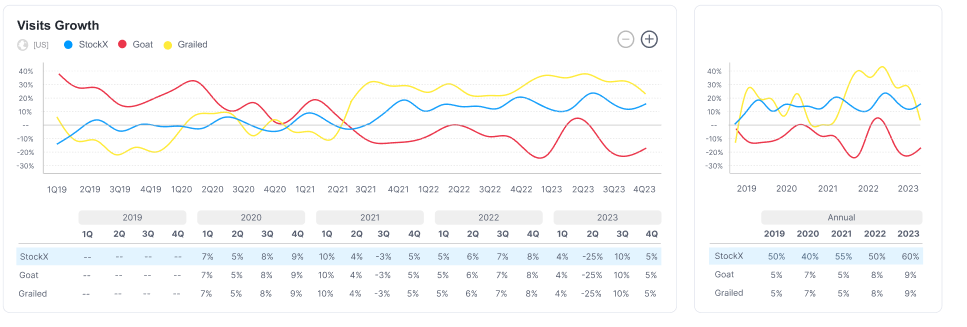 Visits Growth
[US] StockX Goat Grailed
40%
30%
20%
10%
--
-10%
-20%
-30%
1Q19 2Q19 3Q19 4Q19 1Q20 2Q20 3Q20 4Q20 1Q21 2Q21 3Q21 4Q21 1Q22 2Q22 3Q22 4Q22 1Q23 2Q23 3Q23 4Q23
2019 2020 2021 2022 2023
1Q 2Q 3Q 4Q 1Q 2Q 3Q 4Q 1Q 2Q 3Q 4Q 1Q 2Q 3Q 4Q 1Q 2Q 3Q 4Q
StockX -- -- -- -- 7% 5% 8% 9% 10% 4% -3% 5% 5% 6% 7% 8% 4% -25% 10% 5%
Goat -- -- -- -- 7% 5% 8% 9% 10% 4% -3% 5% 5% 6% 7% 8% 4% -25% 10% 5%
Grailed -- -- -- -- 7% 5% 8% 9% 10% 4% -3% 5% 5% 6% 7% 8% 4% -25% 10% 5%
40%
30%
20%
10%
--
-10%
-20%
-30%
2019 2020 2021 2022 2023
Annual
2019 2020 2021 2022 2023
StockX 50% 40% 55% 50% 60%
Goat 5% 7% 5% 8% 9%
Grailed 5% 7% 5% 8% 9%